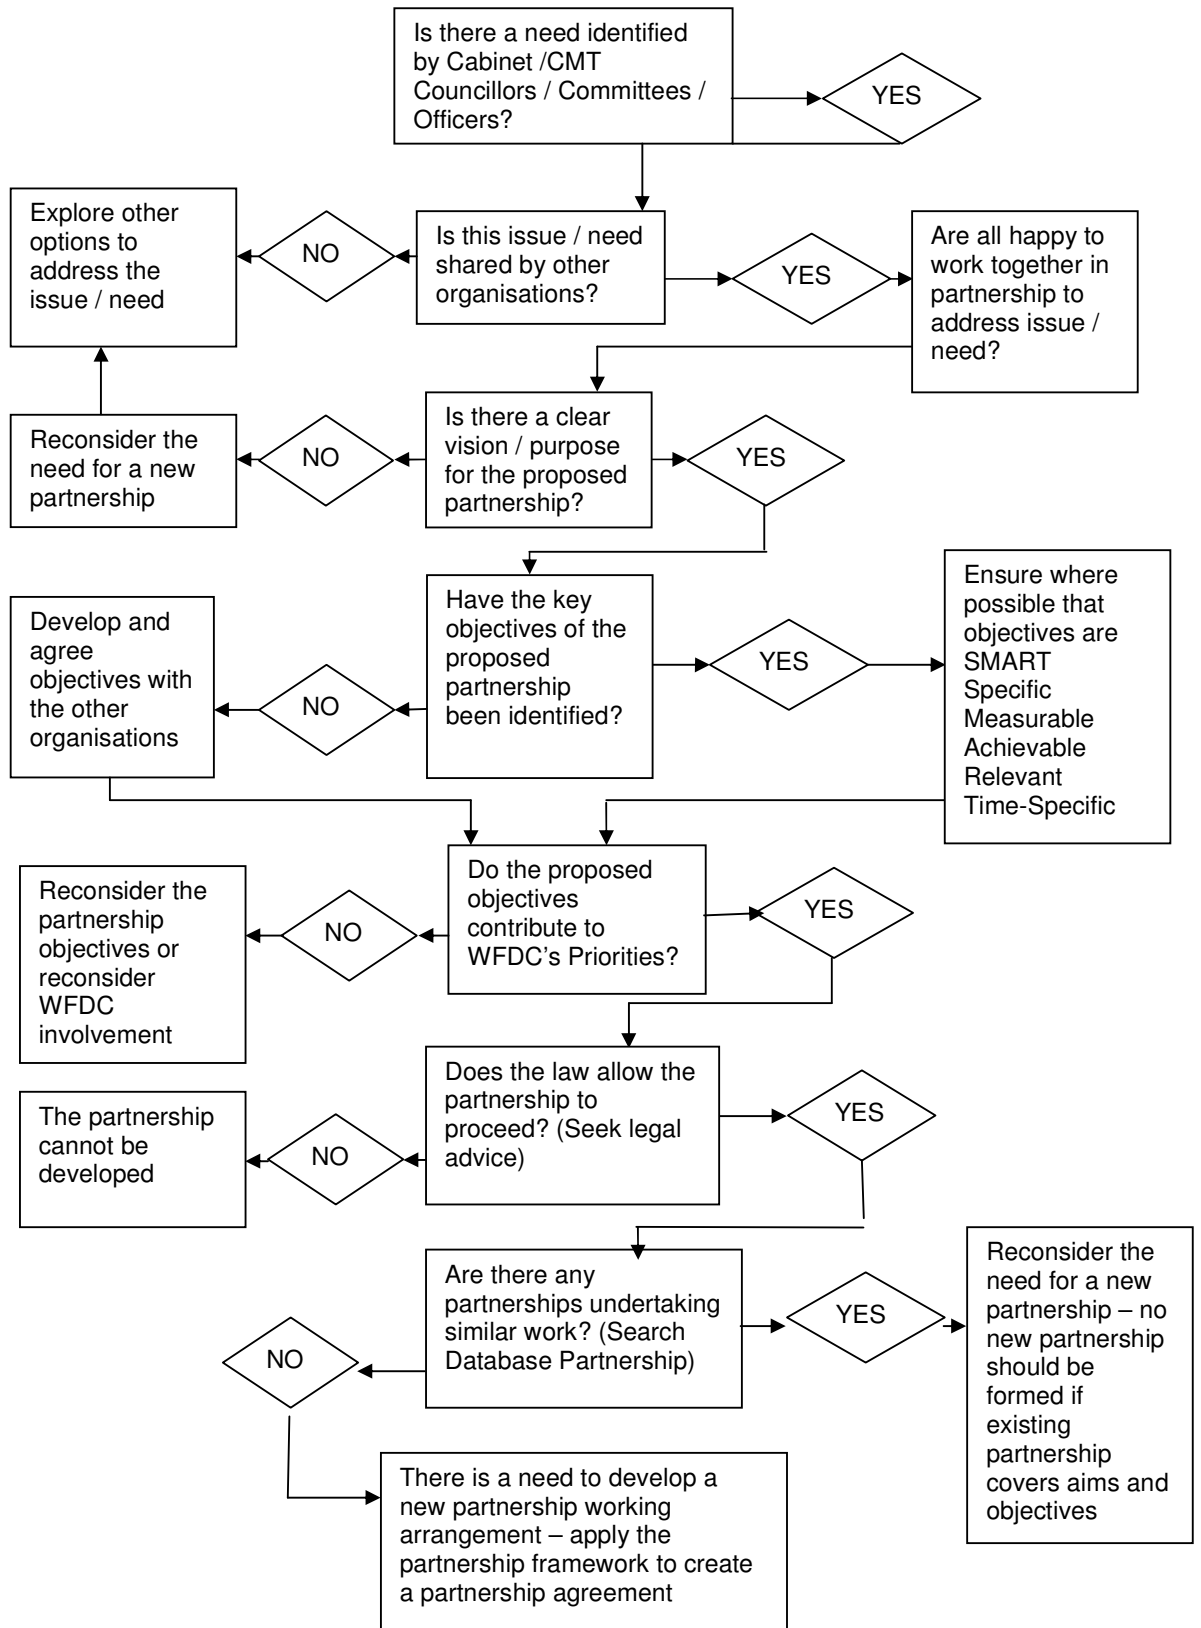 Is there a need identified
by Cabinet /CMT
Councillors / Committees /
Officers?
YES
Explore other
options to
address the
issue / need
NO
Is this issue / need
shared by other
organisations?
YES
Are all happy to
work together in
partnership to
address issue /
need?
Reconsider the
need for a new
partnership
NO
Is there a clear
vision / purpose
for the proposed
partnership?
YES
Develop and
agree
objectives with
the other
organisations
NO
Have the key
objectives of the
proposed
partnership
been identified?
YES
Ensure where
possible that
objectives are
SMART
Specific
Measurable
Achievable
Relevant
Time-Specific
Reconsider the
partnership
objectives or
reconsider
WFDC
involvement
NO
Do the proposed
objectives
contribute to
WFDC’s Priorities?
YES
The partnership
cannot be
developed
NO
Does the law allow the
partnership to
proceed? (Seek legal
advice)
YES
NO
Are there any
partnerships undertaking
similar work? (Search
Database Partnership)
YES
Reconsider the
need for a new
partnership – no
new partnership
should be
formed if
existing
partnership
covers aims and
objectives
There is a need to develop a
new partnership working
arrangement – apply the
partnership framework to create
a partnership agreement